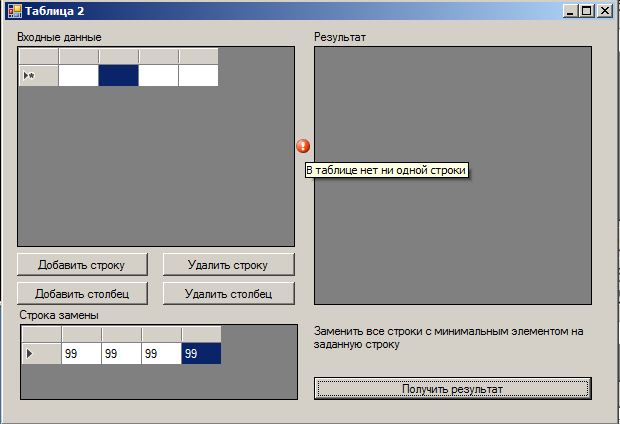 Таблица 2
Входные данные
Результат
В таблице нет ни одной строки
Добавить строку
Удалить строку
Добавить столбец
Удалить столбец
Строка замены
99 99 99 99
Заменить все строки с минимальным элементом на
заданную строку
Получить результат